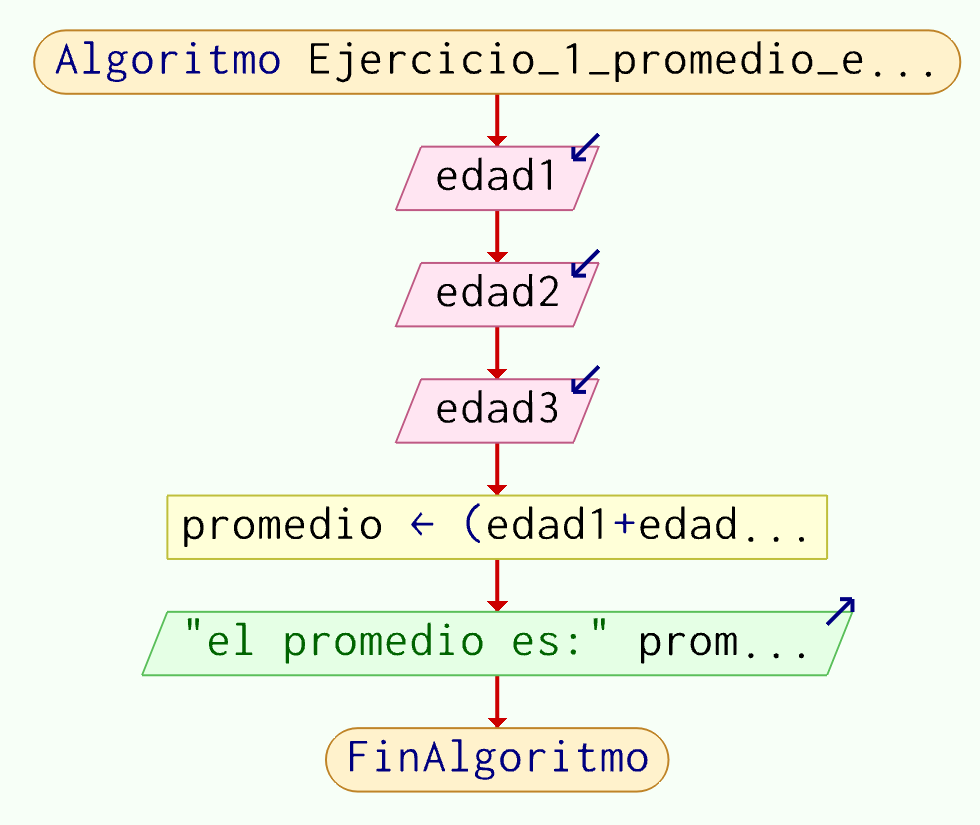 Algoritmo Ejercicio_1_promedio_e...
edad1
edad2
edad3
promedio ← (edad1+edad...
"el promedio es:" prom...
FinAlgoritmo